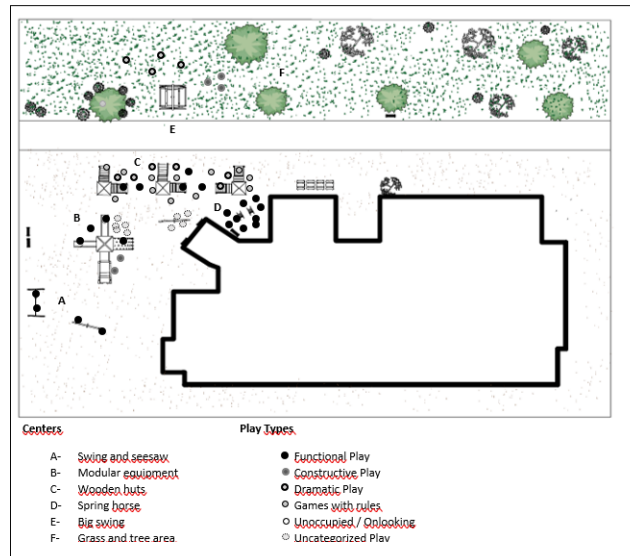 F
E
C
D
B
A
Centers
Play Types
A- Swing and seesaw
Functional Play
B- Modular equipment
Constructive Play
C- Wooden huts
Dramatic Play
D- Spring horse
Games with rules
E- Big swing
Unoccupied / Onlooking
F- Grass and tree area
Uncategorized Play